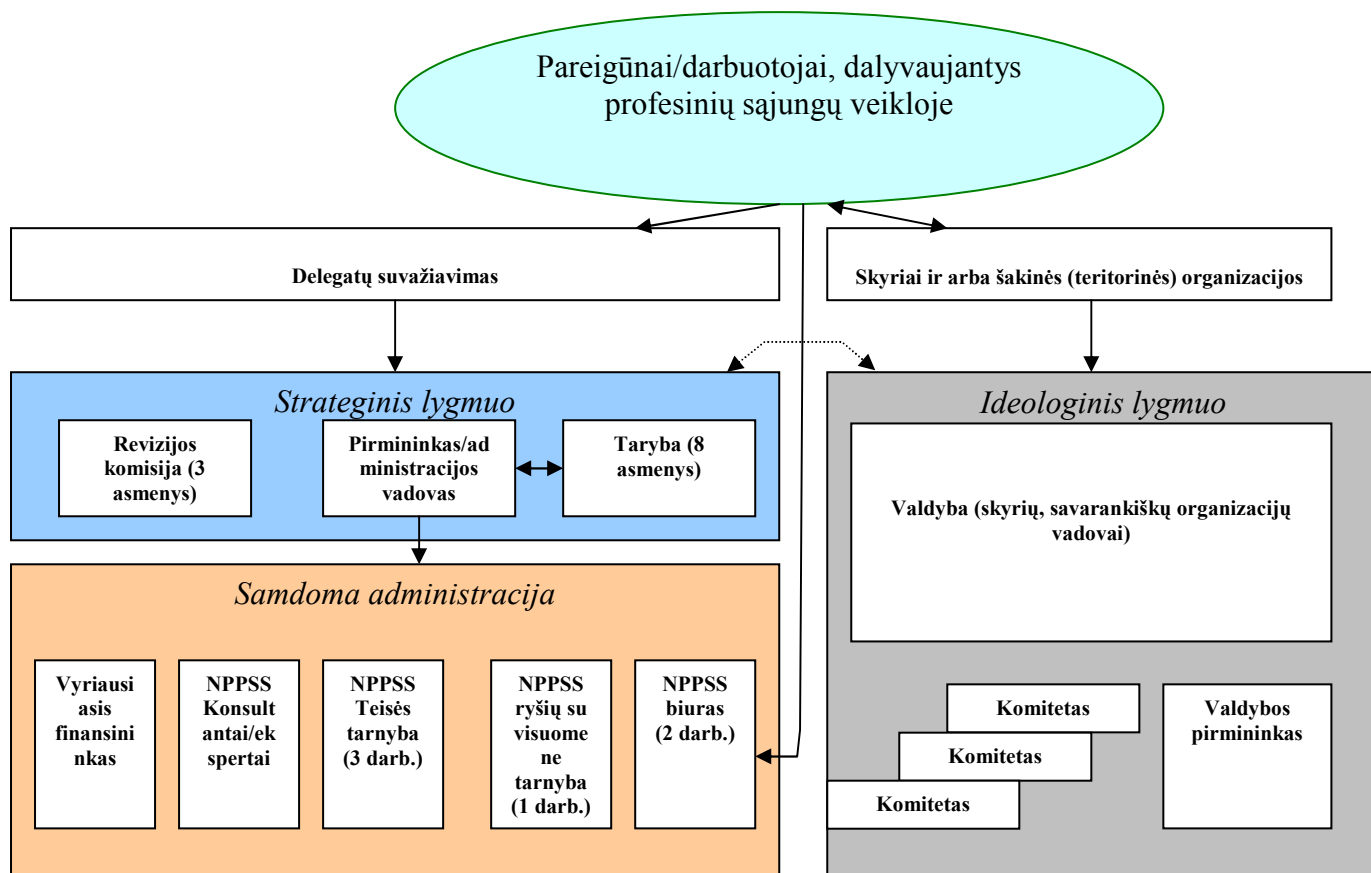 Pareigūnai/darbuotojai, dalyvaujantys
profesinių sąjungų veikloje
Delegatų suvažiavimas
Skyriai ir arba šakinės (teritorinės) organizacijos
Strateginis lygmuo
Revizijos
komisija (3
asmenys)
Pirmininkas/ad
ministracijos
vadovas
Taryba (8
asmenys)
Samdoma administracija
Vyriausi
asis
finansini
nkas
NPPSS
Konsult
antai/ek
spertai
NPPSS
Teisės
tarnyba
(3 darb.)
NPPSS
ryšių su
visuome
ne
tarnyba
(1 darb.)
NPPSS
biuras
(2 darb.)
Ideologinis lygmuo
Valdyba (skyrių, savarankiškų organizacijų
vadovai)
Komitetas
Komitetas
Komitetas
Valdybos
pirmininkas